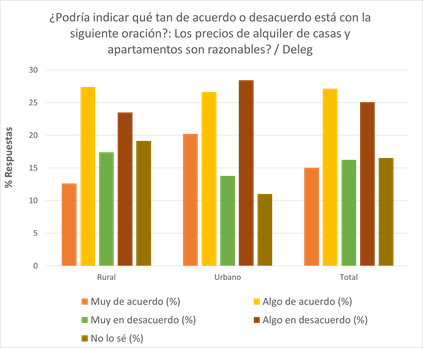 ¿Podría indicar qué tan de acuerdo o desacuerdo está con la
siguiente oración?: Los precios de alquiler de casas y
apartamentos son razonables? / Deleg
% Respuestas
30
25
20
15
10
5
0
Rural
Urbano
Total
Muy de acuerdo (%)
Algo de acuerdo (%)
Muy en desacuerdo (%)
Algo en desacuerdo (%)
No lo sé (%)